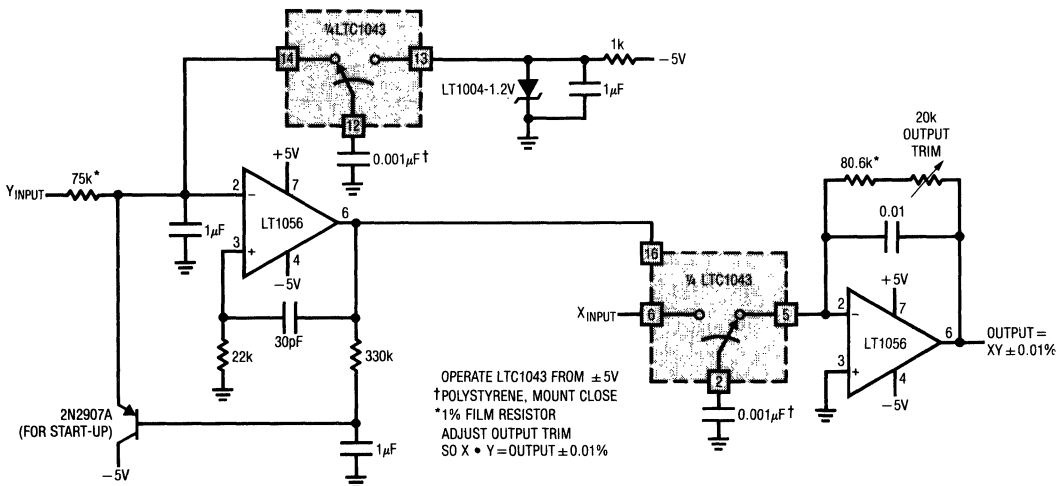 ¼LTC1043
14
13
12
1k
−5V
LT1004-1.2V
1µF
0.001µF†
+5V
75k*
Y INPUT
2
7
−
LT1056
6
3
+
4
−5V
1µF
30pF
22k
330k
2N2907A
(FOR START-UP)
−5V
1µF
16
¼ LTC1043
X INPUT
6
5
2
0.001µF†
OPERATE LTC1043 FROM ±5V
†POLYSTYRENE, MOUNT CLOSE
*1% FILM RESISTOR
ADJUST OUTPUT TRIM
SO X • Y = OUTPUT ±0.01%
20k
OUTPUT
TRIM
80.6k*
0.01
+5V
2
7
−
LT1056
6
3
+
4
−5V
OUTPUT =
XY ±0.01%